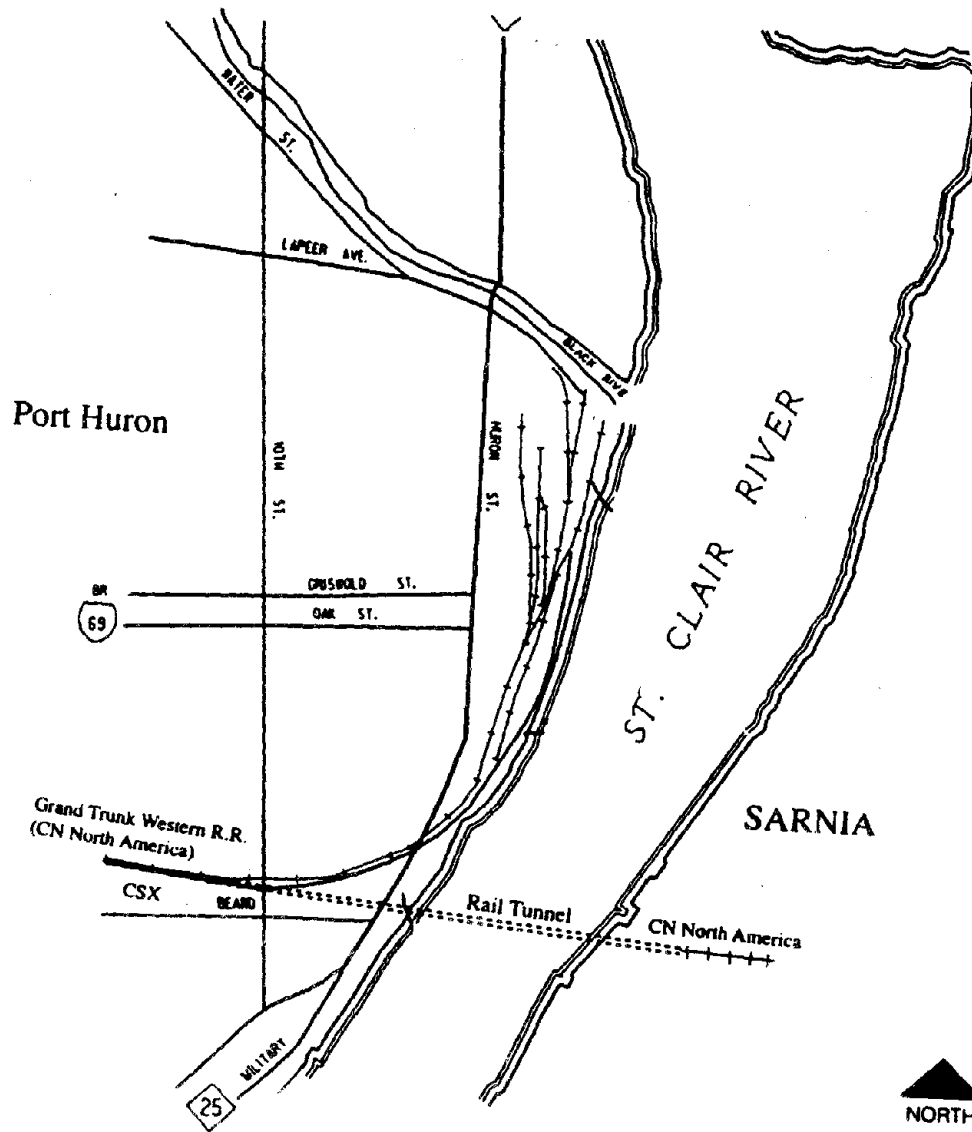 WATER ST.
LAPEER AVE.
BLACK RIVE
Port Huron
10TH ST.
HURON ST.
ST. CLAIR RIVER
BR
69
GRISWOLD ST.
OAK ST.
Grand Trunk Western R.R.
(CN North America)
SARNIA
CSX
BEARD
Rail Tunnel
CN North America
MILITARY
25
NORTH